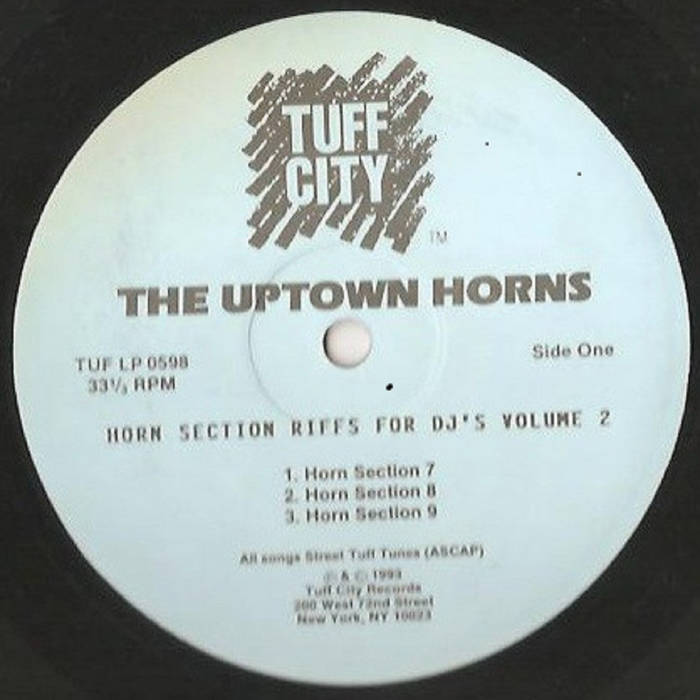 TUFF
CITY
TM
THE UPTOWN HORNS
TUF LP 0598
33⅓ RPM
Side One
HORN SECTION RIFFS FOR DJ'S VOLUME 2
1. Horn Section 7
2. Horn Section 8
3. Horn Section 9
All songs Street Tuff Tunes (ASCAP)
℗ & © 1993
Tuff City Records
200 West 72nd Street
New York, NY 10023